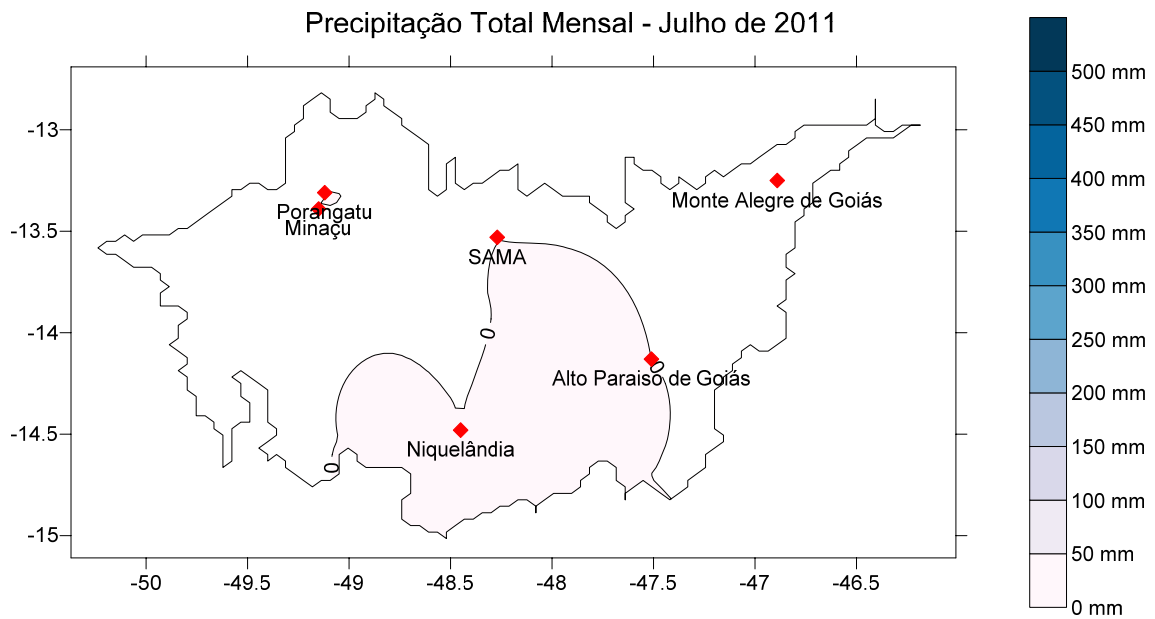 Precipitação Total Mensal - Julho de 2011
500 mm
450 mm
400 mm
350 mm
300 mm
250 mm
200 mm
150 mm
100 mm
50 mm
0 mm
-13
-13.5
-14
-14.5
-15
Porangatu
Minaçu
Monte Alegre de Goiás
SAMA
0
Alto Paraiso de Goiás
0
Niquelândia
0
-50
-49.5
-49
-48.5
-48
-47.5
-47
-46.5